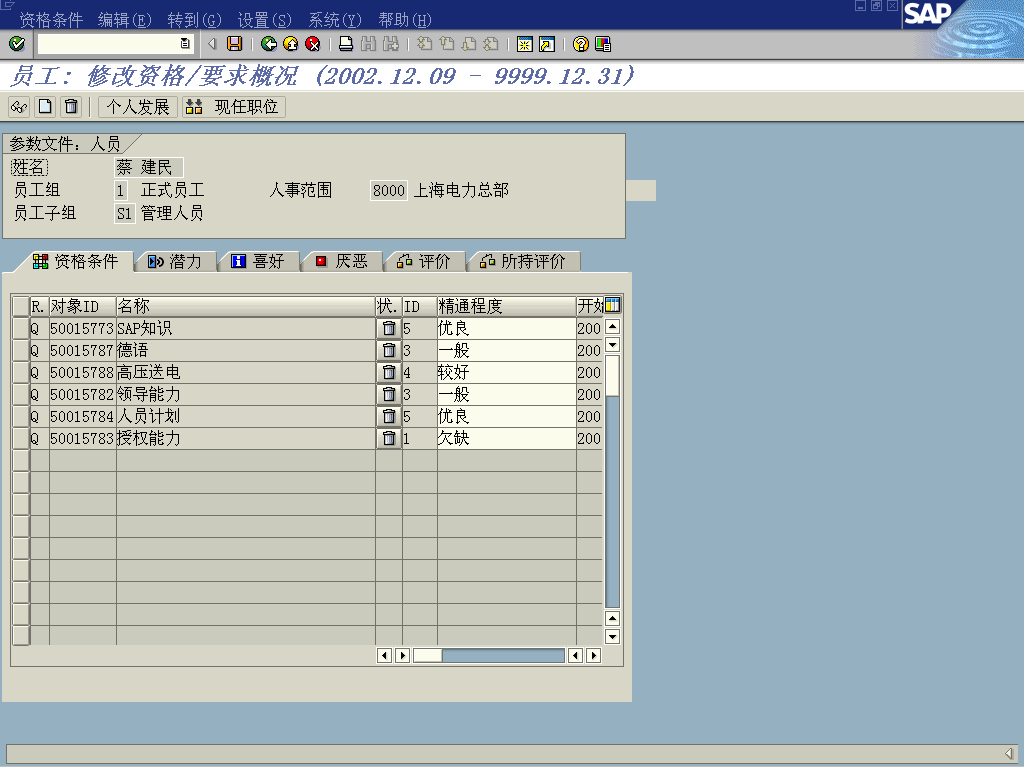 资格条件 编辑(E) 转到(G) 设置(S) 系统(Y) 帮助(H)
SAP
员工: 修改资格/要求概况 (2002.12.09 - 9999.12.31)
个人发展 现任职位
参数文件: 人员
姓名 蔡 建民
员工组 1 正式员工 人事范围 8000 上海电力总部
员工子组 S1 管理人员
资格条件 潜力 喜好 厌恶 评价 所持评价
R. 对象ID 名称 状. ID 精通程度 开始
Q 50015773 SAP知识 5 优良 200
Q 50015787 德语 3 一般 200
Q 50015788 高压送电 4 较好 200
Q 50015782 领导能力 3 一般 200
Q 50015784 人员计划 5 优良 200
Q 50015783 授权能力 1 欠缺 200